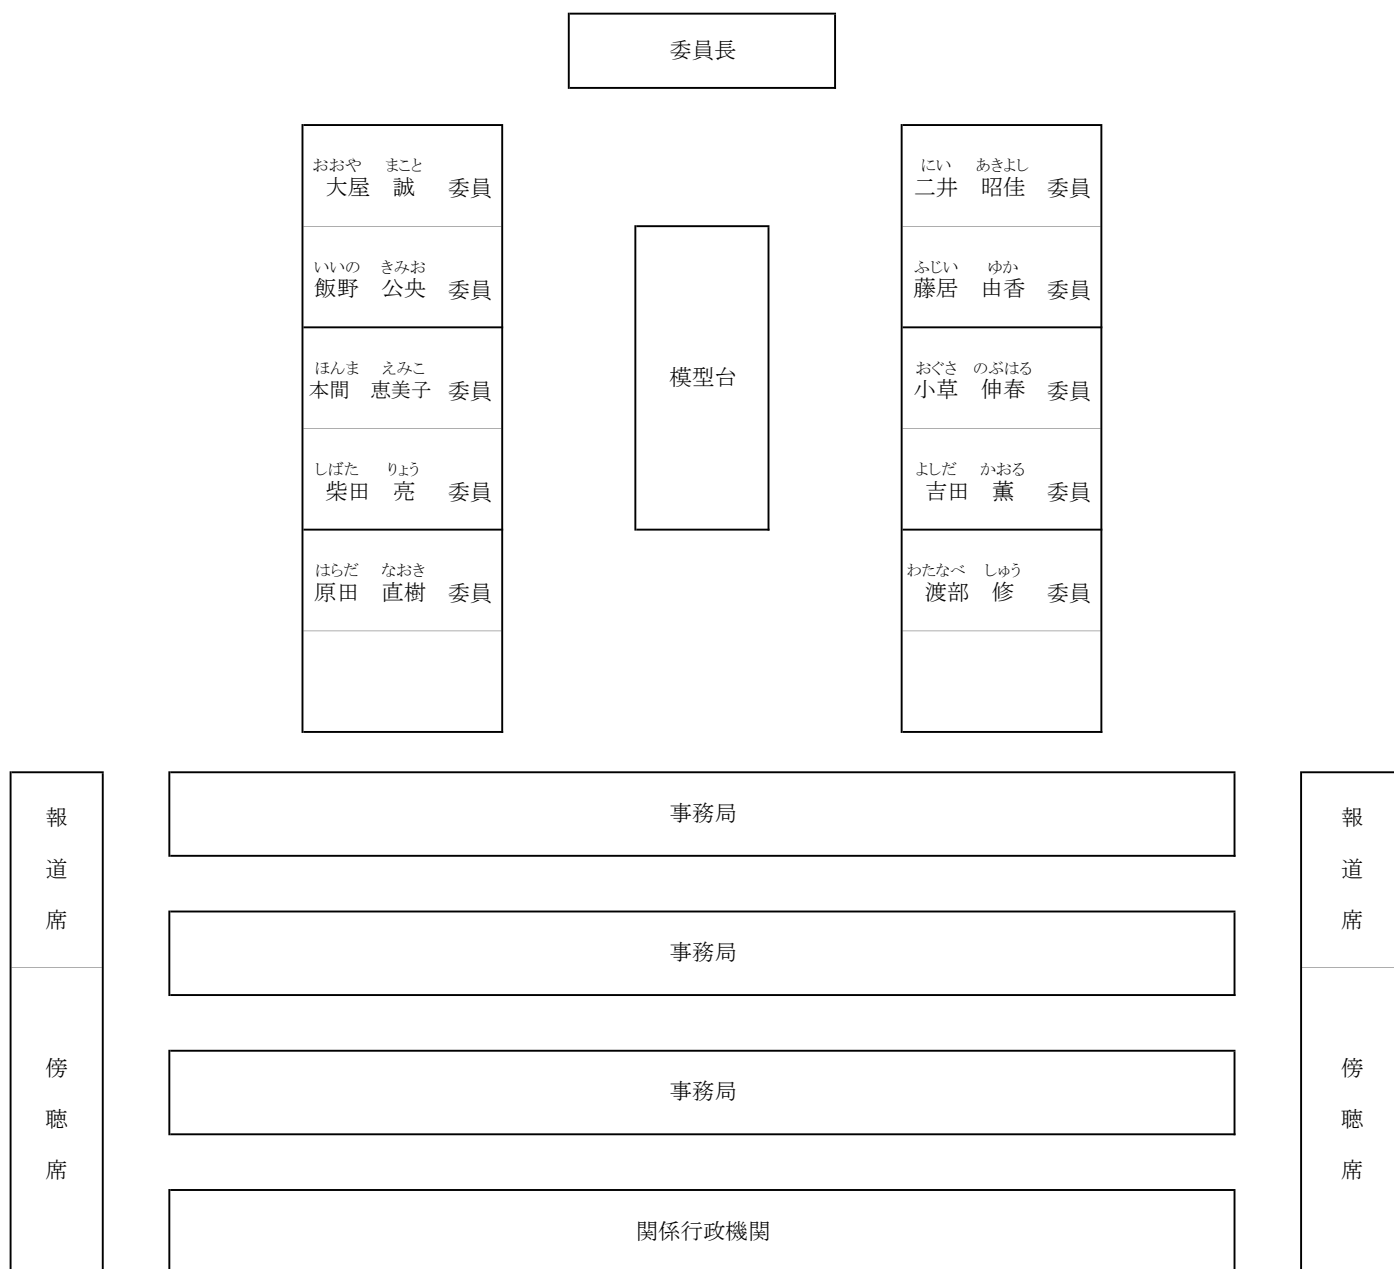 委員長
おおや　まこと
大屋　誠　委員
いいの　きみお
飯野　公央　委員
ほんま　えみこ
本間　恵美子　委員
しばた　りょう
柴田　亮　委員
はらだ　なおき
原田　直樹　委員
模型台
にい　あきよし
二井　昭佳　委員
ふじい　ゆか
藤居　由香　委員
おぐさ　のぶはる
小草　伸春　委員
よしだ　かおる
吉田　薫　委員
わたなべ　しゅう
渡部　修　委員
報道席
傍聴席
事務局
事務局
事務局
関係行政機関
報道席
傍聴席